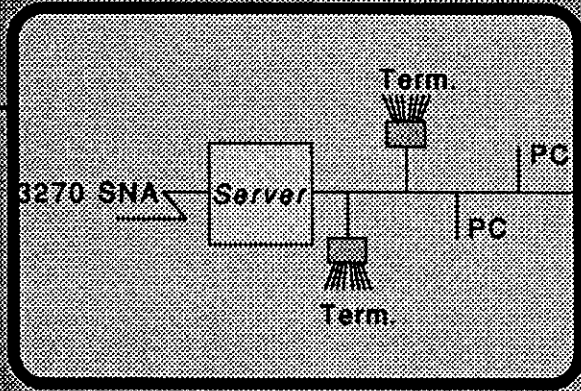 Term.
PC
3270 SNA
Server
PC
Term.